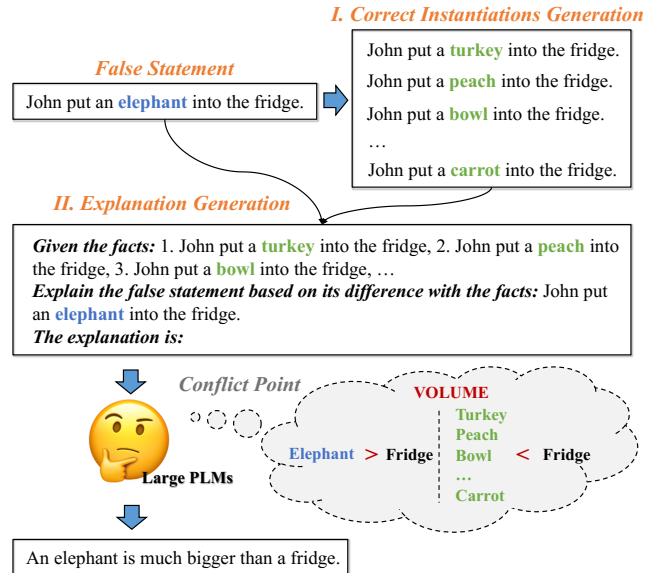 I. Correct Instantiations Generation
John put a turkey into the fridge.
John put a peach into the fridge.
John put a bowl into the fridge.
…
John put a carrot into the fridge.
False Statement
John put an elephant into the fridge.
II. Explanation Generation
Given the facts: 1. John put a turkey into the fridge, 2. John put a peach into
the fridge, 3. John put a bowl into the fridge, …
Explain the false statement based on its difference with the facts: John put
an elephant into the fridge.
The explanation is:
Conflict Point
VOLUME
Elephant > Fridge
Turkey
Peach
Bowl
…
Carrot
< Fridge
Large PLMs
An elephant is much bigger than a fridge.